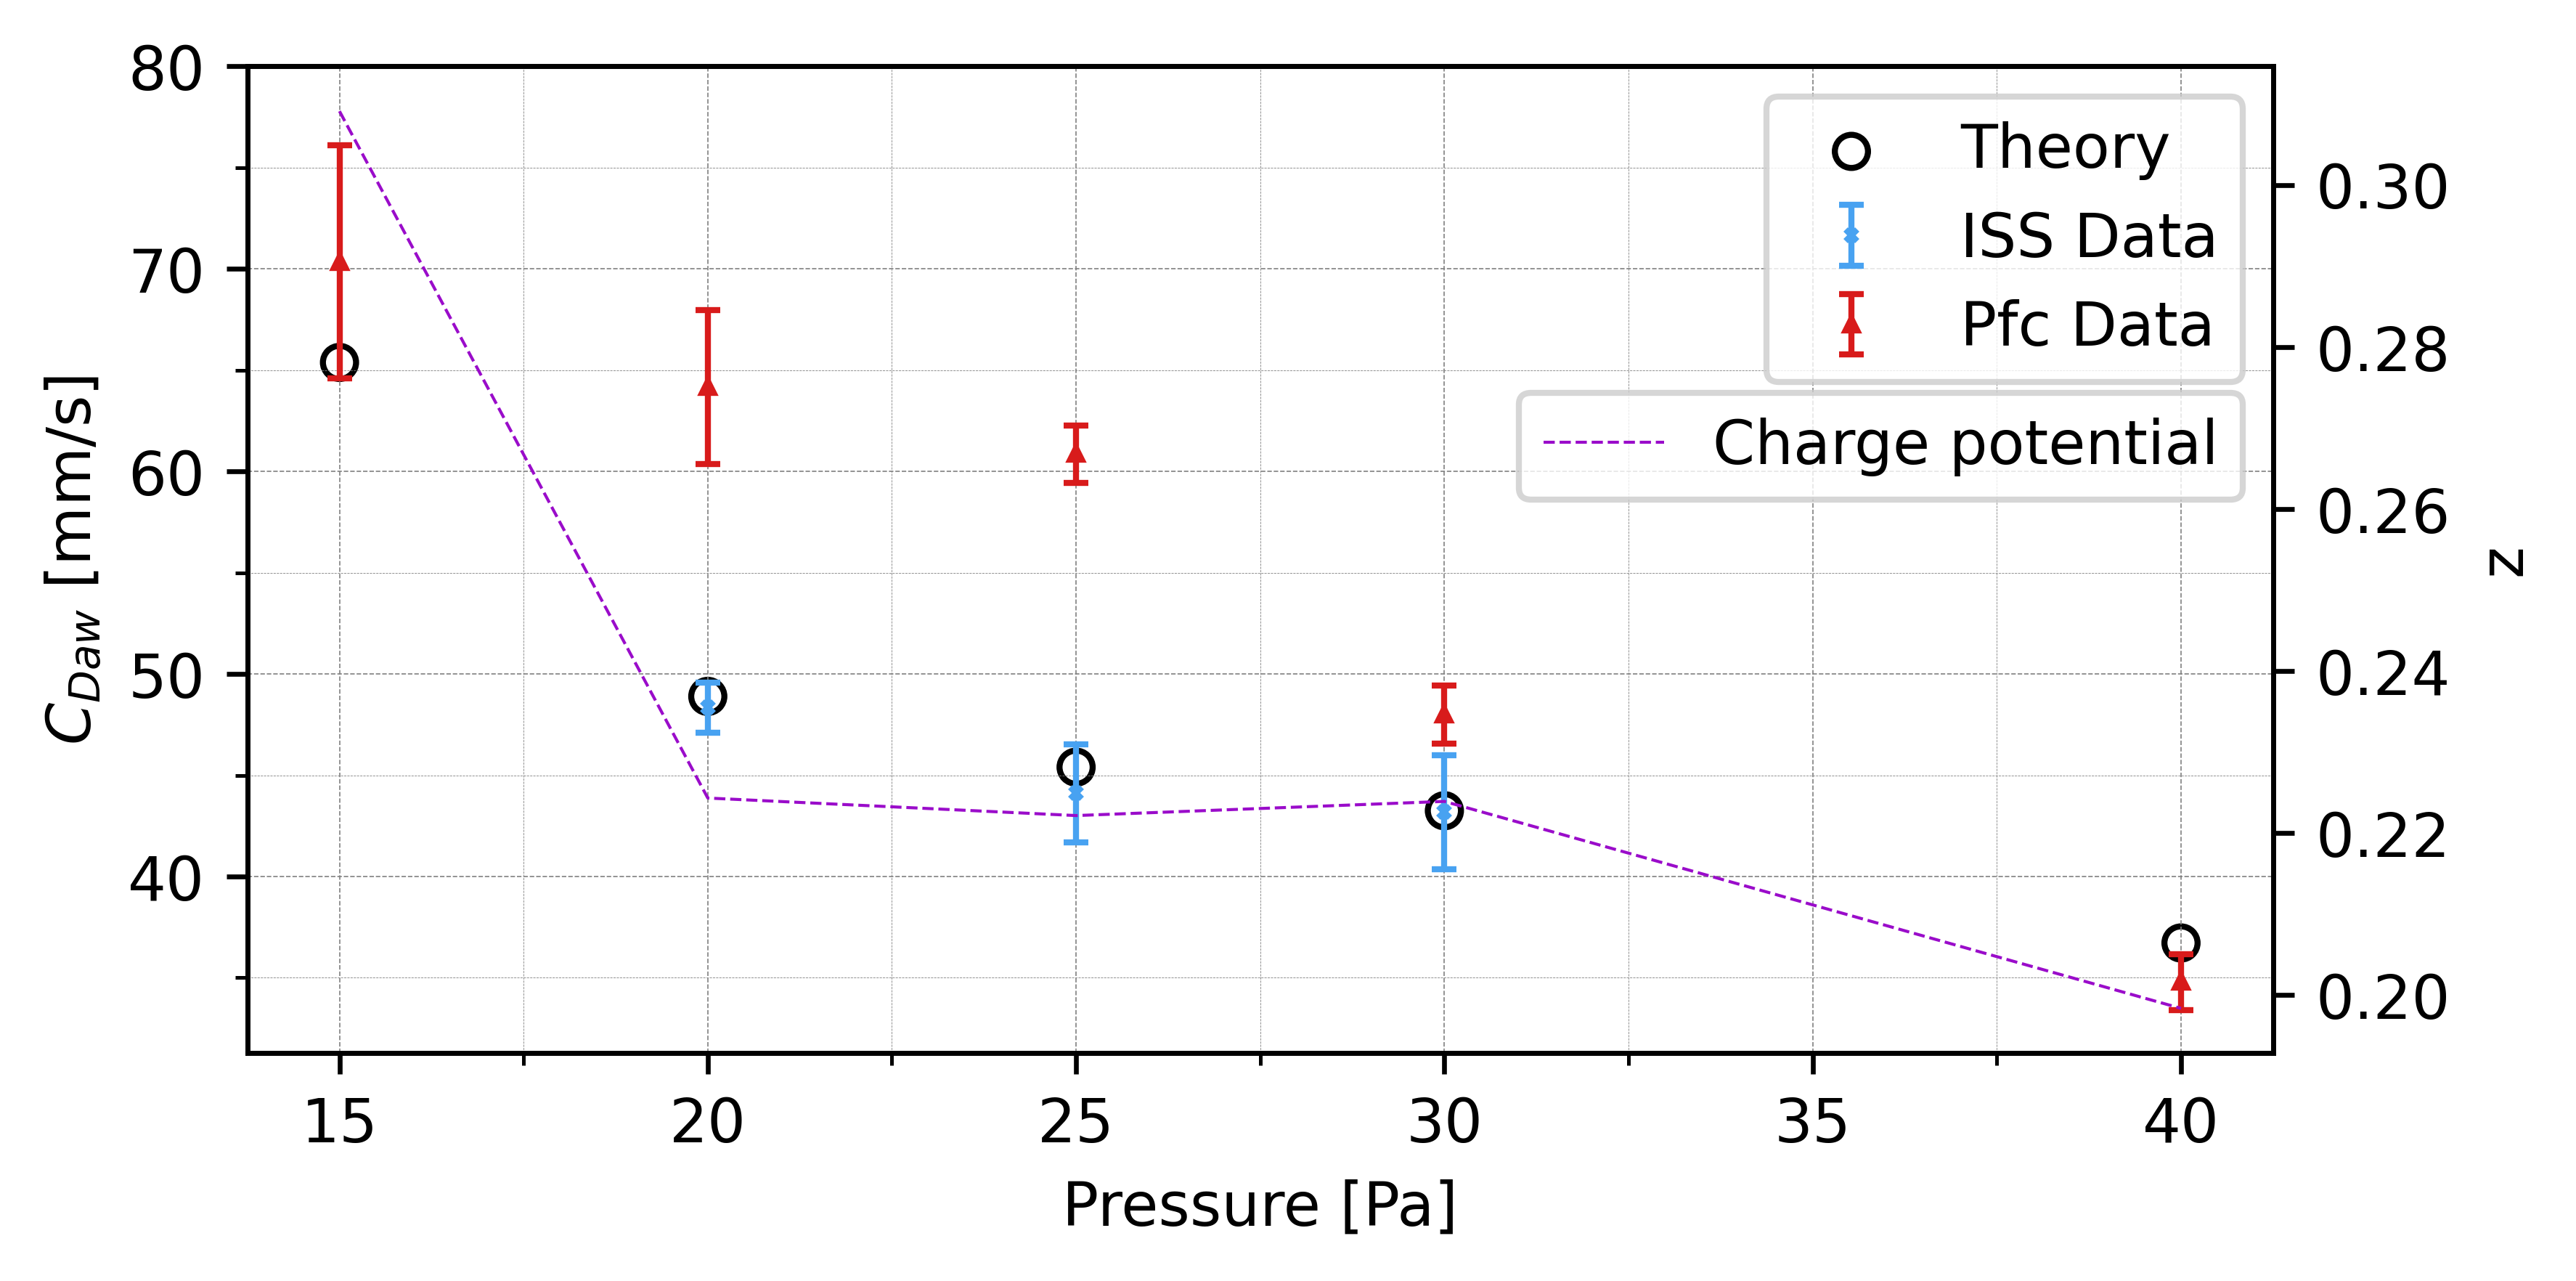 80
70
60
50
40
C_Daw [mm/s]
15 20 25 30 35 40
Pressure [Pa]
0.30
0.28
0.26
0.24
0.22
0.20
z
Theory
ISS Data
Pfc Data
Charge potential